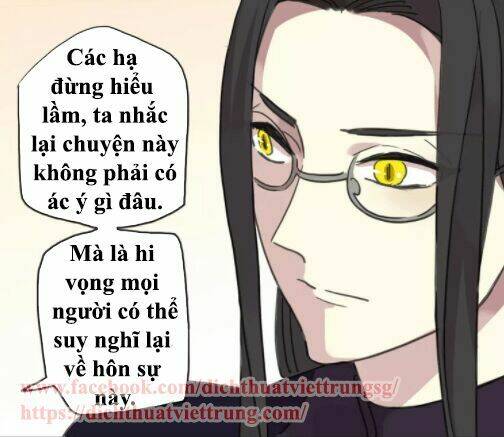 Các hạ
đừng hiểu
lầm, ta nhắc
lại chuyện này
không phải có
ác ý gì đâu.
Mà là hi
vọng mọi
người có thể
suy nghĩ lại
về hôn sự
này.
www.facebook.com/dichthuatviettrungsg/
https://dichthuatviettrung.com/